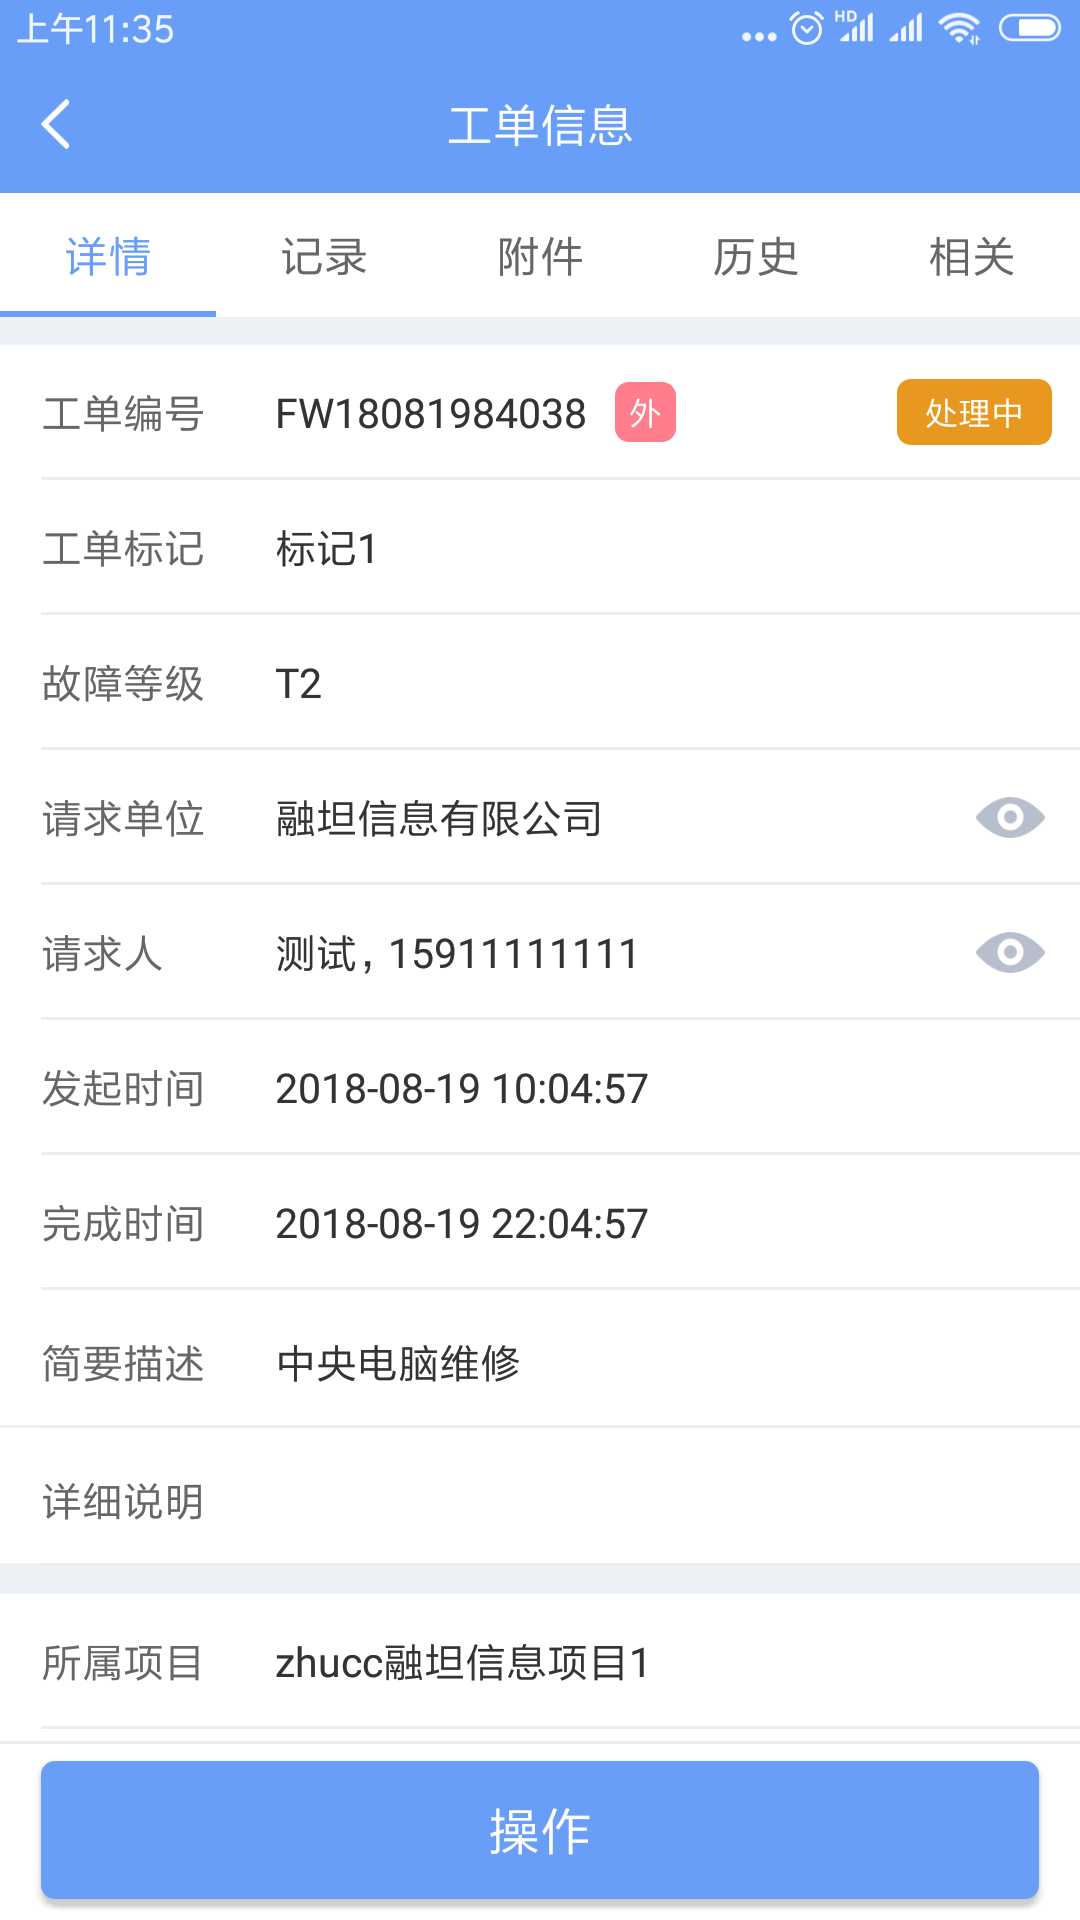 上午11:35
HD
工单信息
详情 记录 附件 历史 相关
工单编号 FW18081984038 外 处理中
工单标记 标记1
故障等级 T2
请求单位 融坦信息有限公司
请求人 测试，15911111111
发起时间 2018-08-19 10:04:57
完成时间 2018-08-19 22:04:57
简要描述 中央电脑维修
详细说明
所属项目 zhucc融坦信息项目1
操作